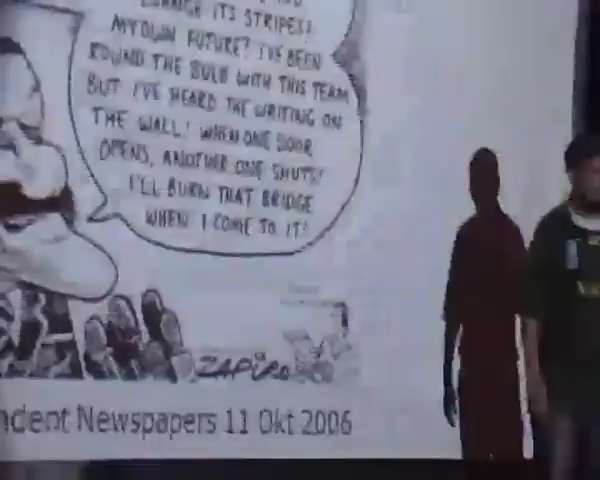 ITS STRIPES!
MY OWN FUTURE? I'VE BEEN
ROUND THE BULB WITH THIS TEAM
BUT I'VE HEARD THE WRITING ON
THE WALL! WHEN ONE DOOR
OPENS, ANOTHER ONE SHUTS!
I'LL BURN THAT BRIDGE
WHEN I COME TO IT!
ZAPIRO
ndent Newspapers 11 Okt 2006